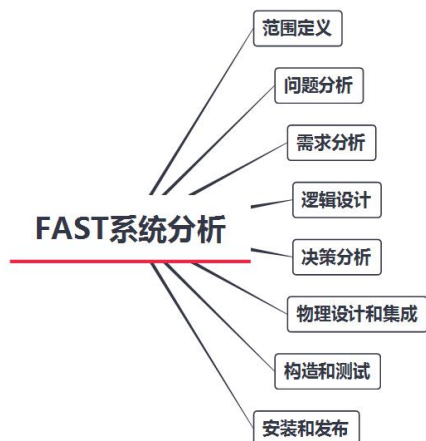 范围定义
问题分析
需求分析
逻辑设计
FAST系统分析
决策分析
物理设计和集成
构造和测试
安装和发布